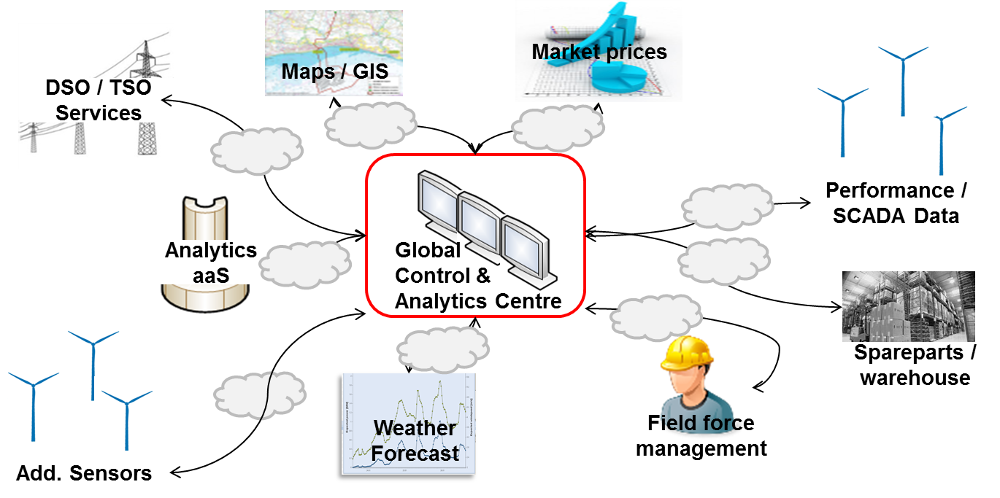 Maps / GIS
Market prices
DSO / TSO
Services
Performance /
SCADA Data
Analytics
aaS
Global
Control &
Analytics Centre
Spareparts /
warehouse
Weather
Forecast
Field force
management
Add. Sensors